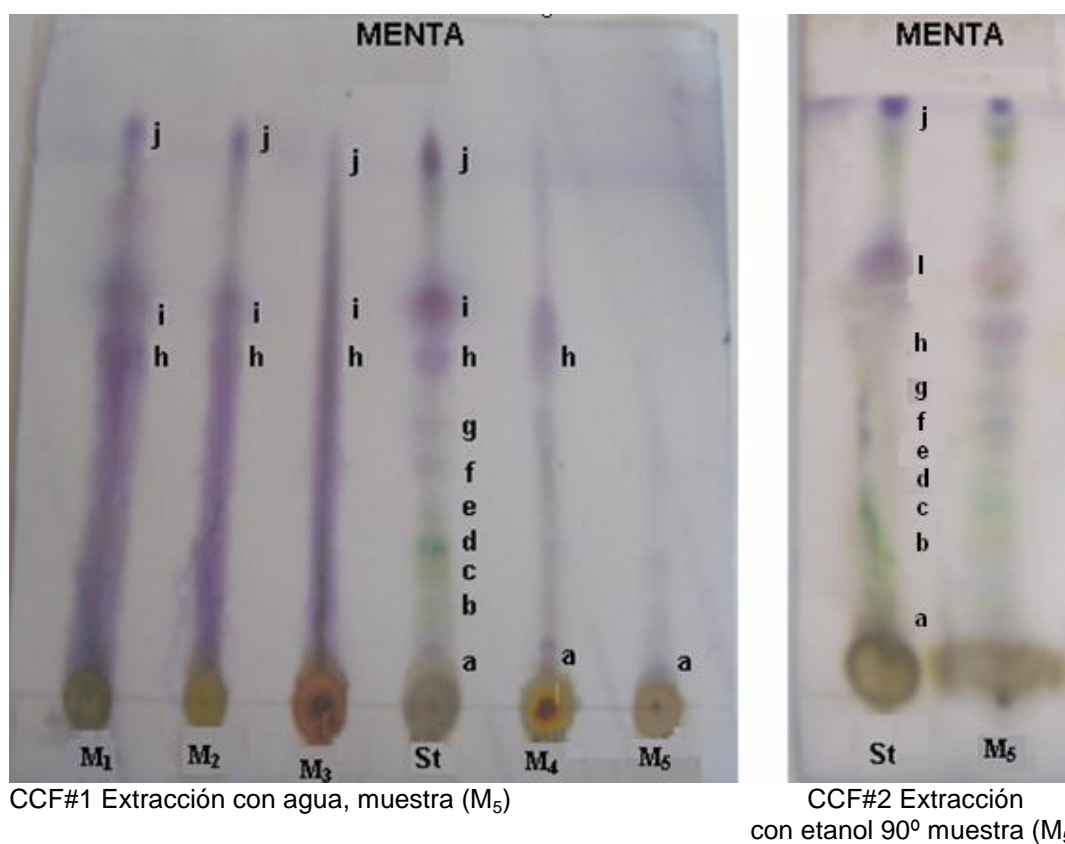 MENTA
j j j j
i i i i
h h h h h
g
f
e
d
c
b
a a a
M₁ M₂ M₃ St M₄ M₅
CCF#1 Extracción con agua, muestra (M₅)
MENTA
j
l
h
g
f
e
d
c
b
a
St M₅
CCF#2 Extracción
con etanol 90º muestra (M₅